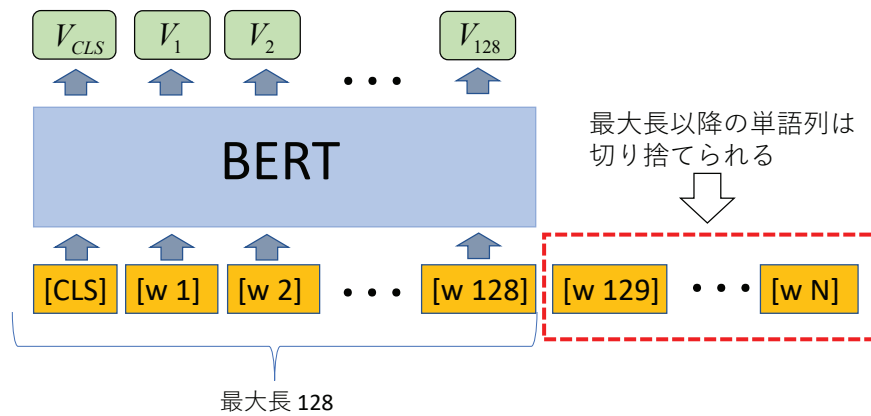 V_CLS V_1 V_2 ・・・ V_128
BERT
最大長以降の単語列は
切り捨てられる
[CLS] [w 1] [w 2] ・・・ [w 128] [w 129] ・・・ [w N]
最大長 128